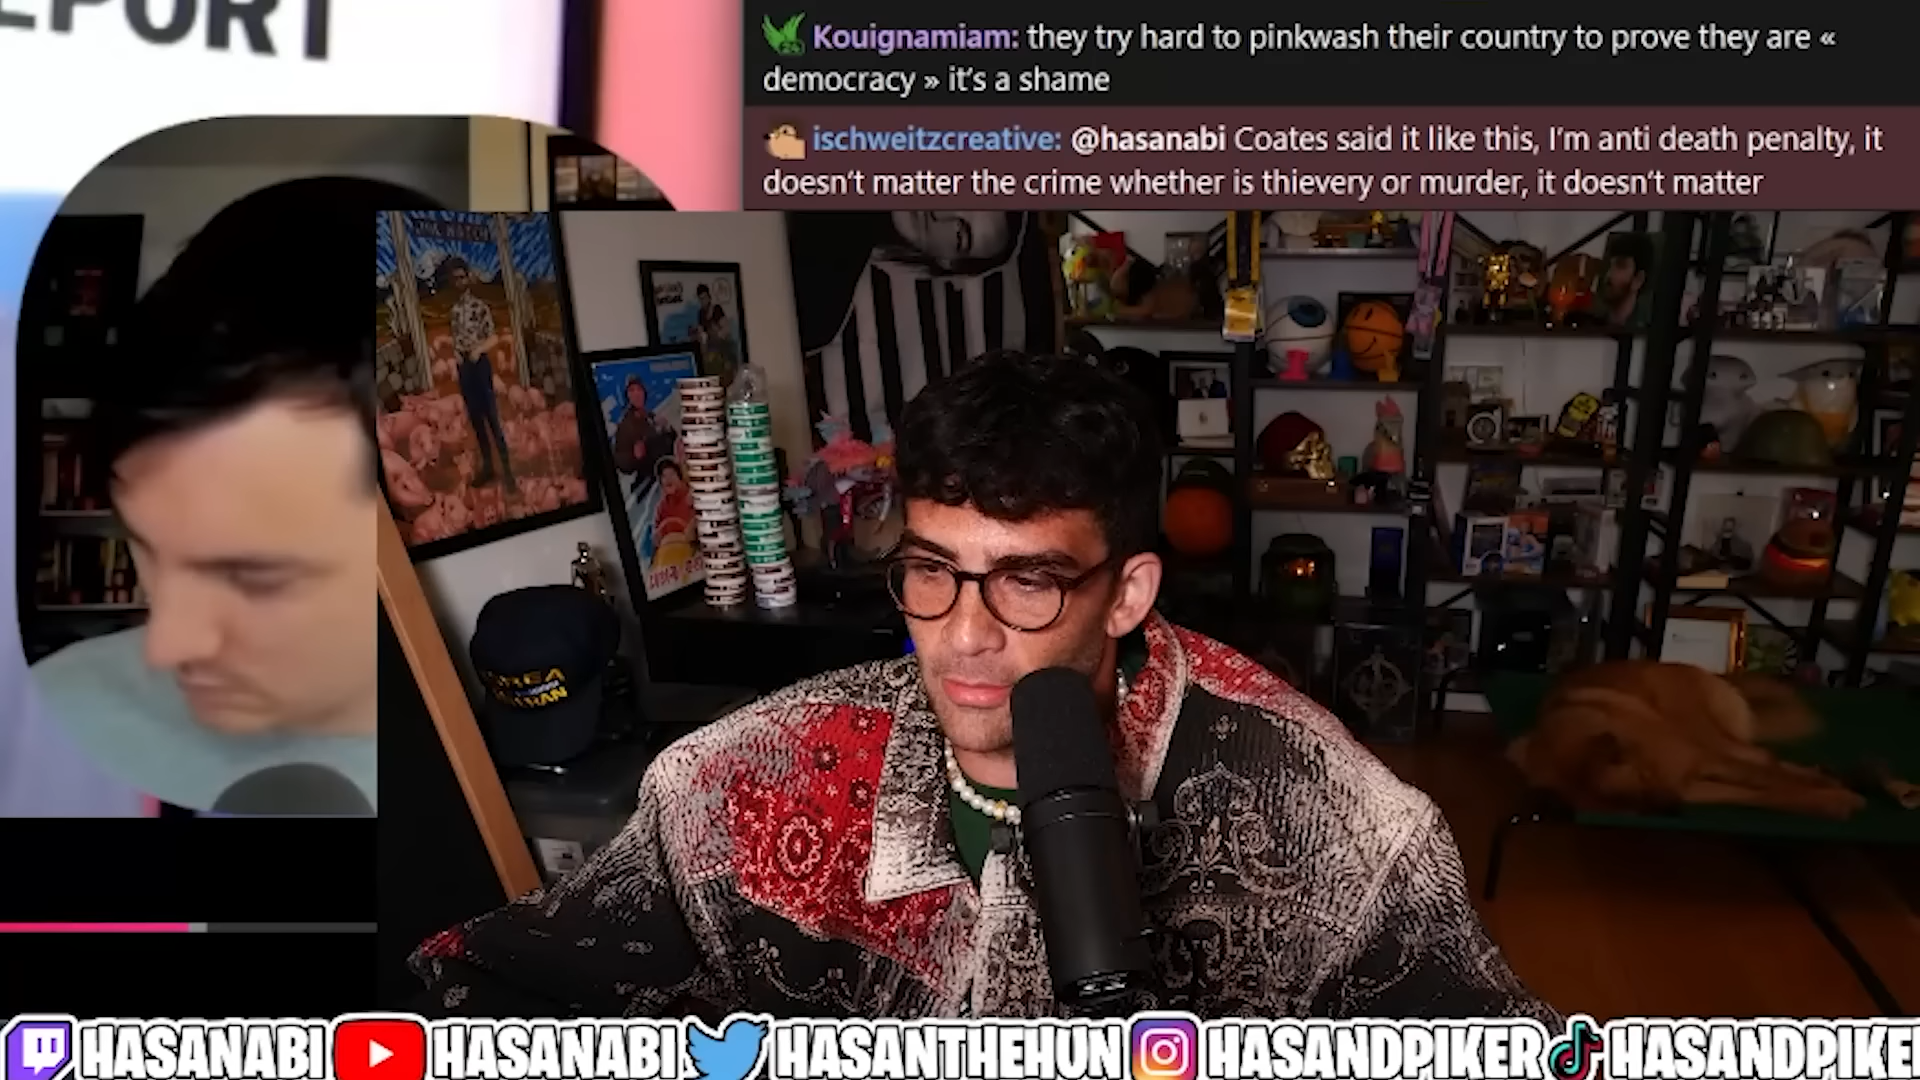 EPORT
Kouignamiam: they try hard to pinkwash their country to prove they are «
democracy » it's a shame
ischweitzcreative: @hasanabi Coates said it like this, I'm anti death penalty, it
doesn't matter the crime whether is thievery or murder, it doesn't matter
HASANABI HASANABI HASANTHEHUN HASANDPIKER HASANDPIKE